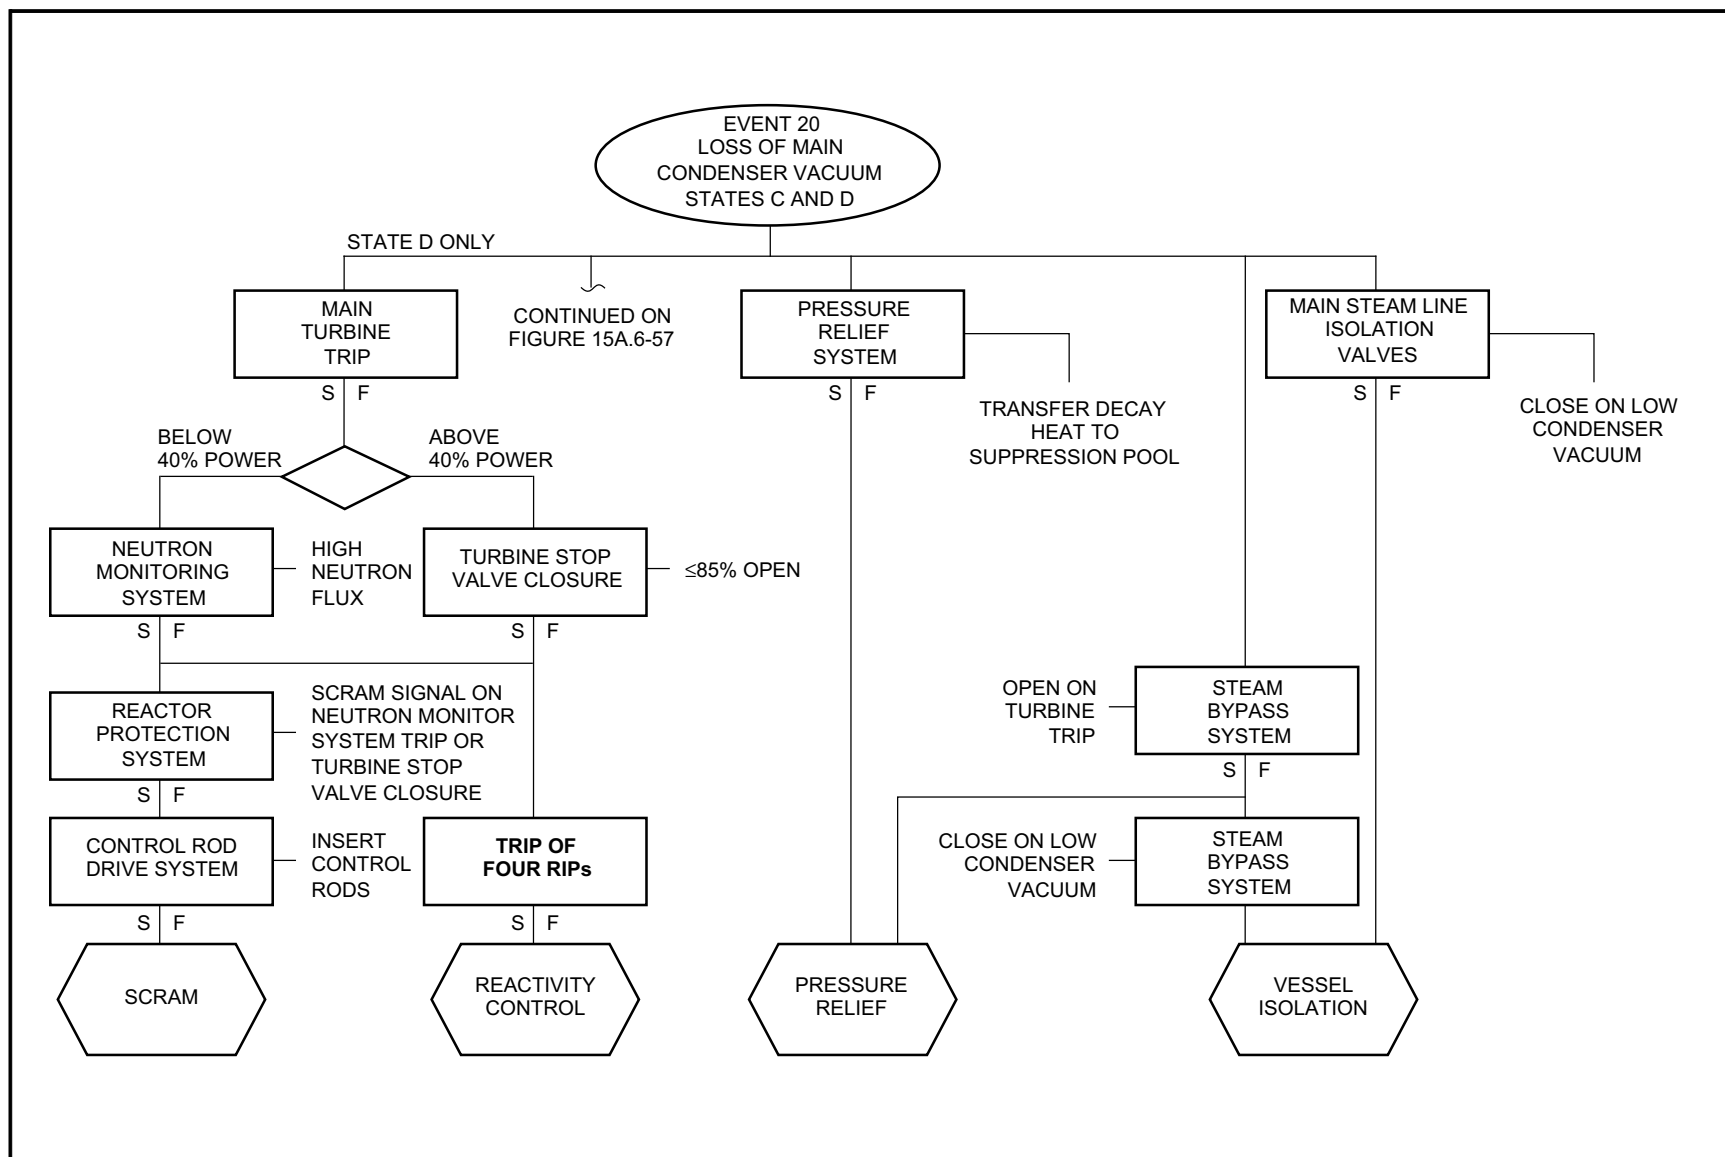 EVENT 20
LOSS OF MAIN
CONDENSER VACUUM
STATES C AND D
STATE D ONLY
MAIN
TURBINE
TRIP
S F
CONTINUED ON
FIGURE 15A.6-57
PRESSURE
RELIEF
SYSTEM
S F
TRANSFER DECAY
HEAT TO
SUPPRESSION POOL
MAIN STEAM LINE
ISOLATION
VALVES
S F
CLOSE ON LOW
CONDENSER
VACUUM
BELOW
40% POWER
ABOVE
40% POWER
NEUTRON
MONITORING
SYSTEM
S F
HIGH
NEUTRON
FLUX
TURBINE STOP
VALVE CLOSURE
S F
≤85% OPEN
REACTOR
PROTECTION
SYSTEM
S F
SCRAM SIGNAL ON
NEUTRON MONITOR
SYSTEM TRIP OR
TURBINE STOP
VALVE CLOSURE
OPEN ON
TURBINE
TRIP
STEAM
BYPASS
SYSTEM
S F
CONTROL ROD
DRIVE SYSTEM
S F
INSERT
CONTROL
RODS
TRIP OF
FOUR RIPs
S F
CLOSE ON LOW
CONDENSER
VACUUM
STEAM
BYPASS
SYSTEM
SCRAM
REACTIVITY
CONTROL
PRESSURE
RELIEF
VESSEL
ISOLATION